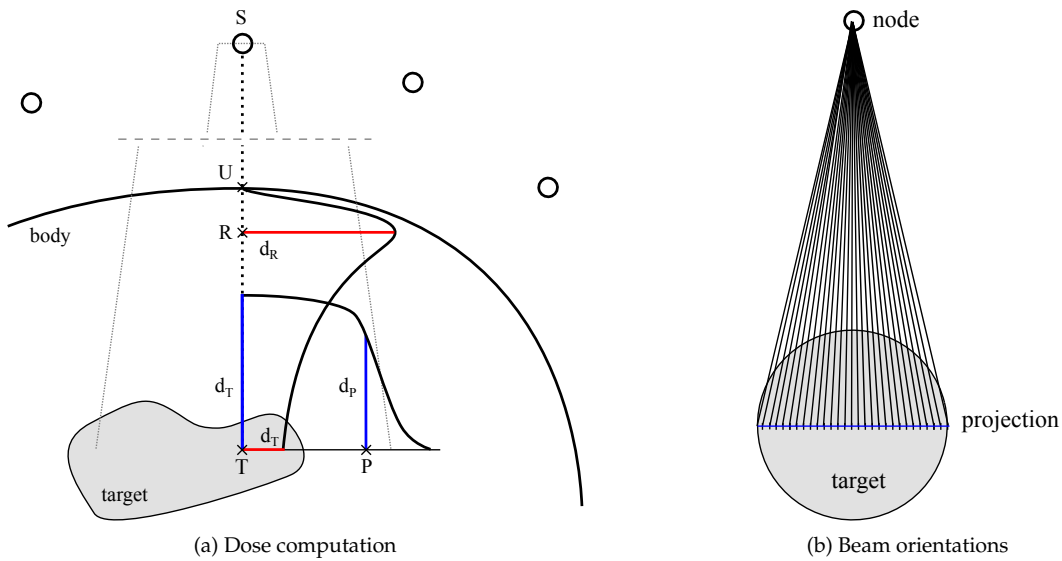 S
node
U
body
R
d_R
d_T
d_P
projection
d_T
T
P
target
target
(a) Dose computation
(b) Beam orientations